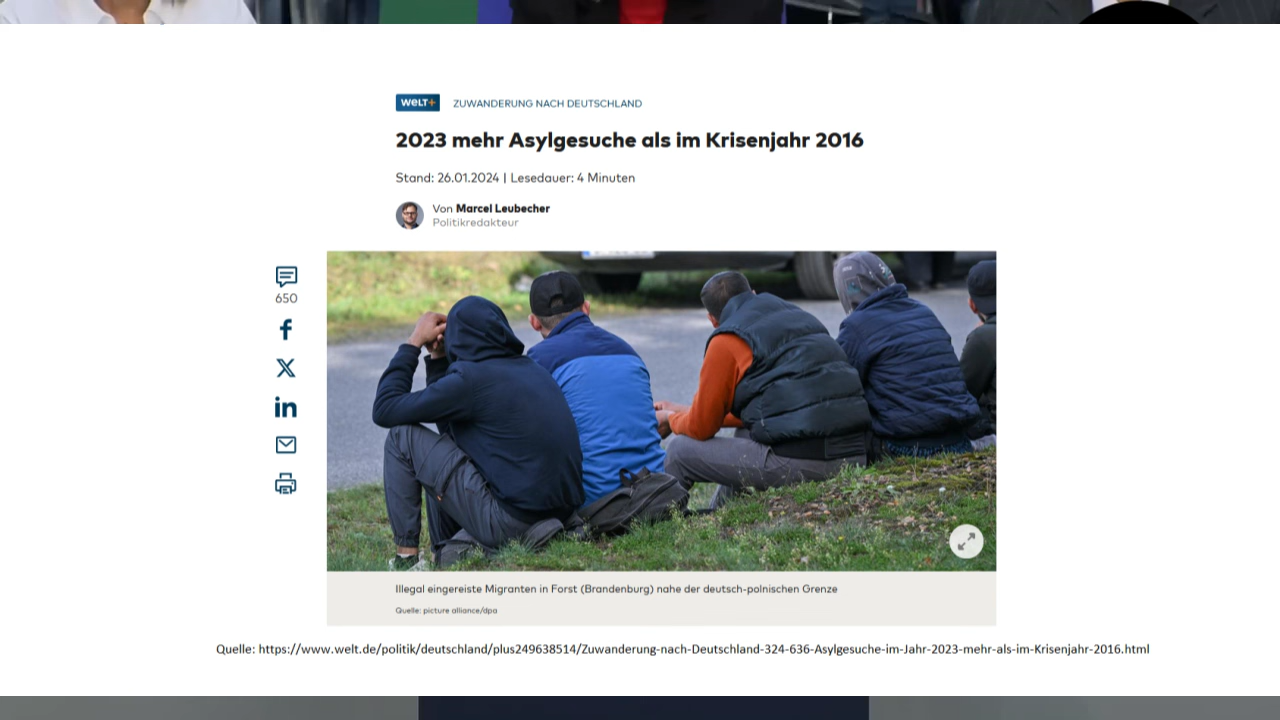 WELT+ ZUWANDERUNG NACH DEUTSCHLAND
2023 mehr Asylgesuche als im Krisenjahr 2016
Stand: 26.01.2024 | Lesedauer: 4 Minuten
Von Marcel Leubecher
Politikredakteur
650
Illegal eingereiste Migranten in Forst (Brandenburg) nahe der deutsch-polnischen Grenze
Quelle: picture alliance/dpa
Quelle: https://www.welt.de/politik/deutschland/plus249638514/Zuwanderung-nach-Deutschland-324-636-Asylgesuche-im-Jahr-2023-mehr-als-im-Krisenjahr-2016.html